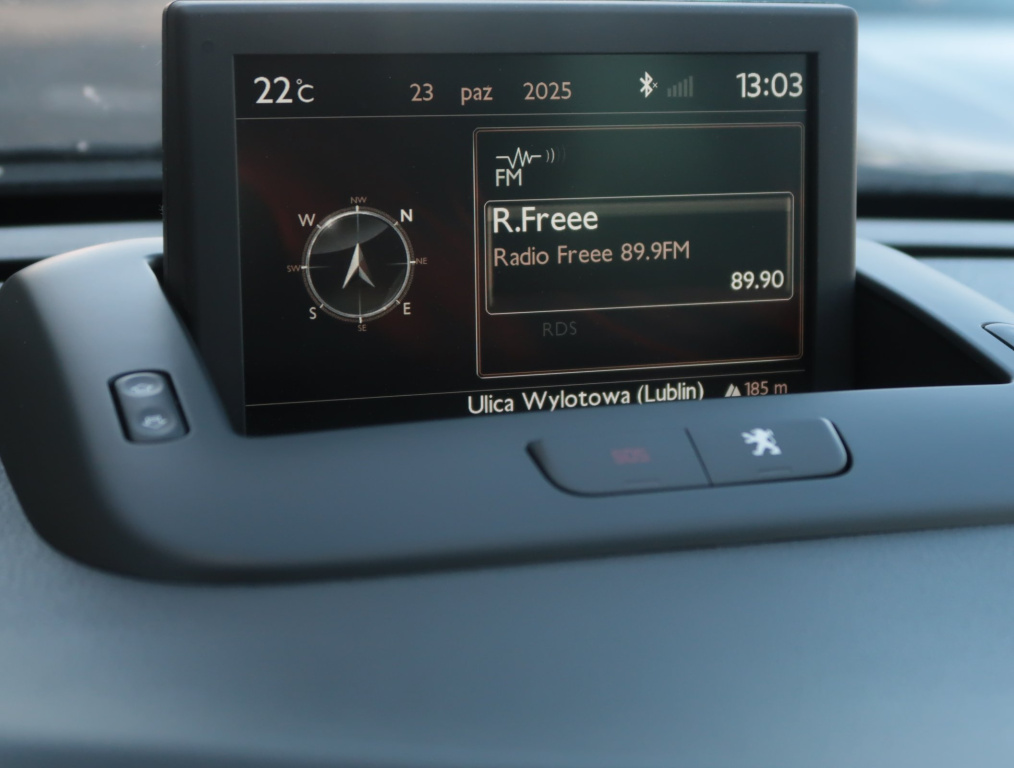 22°C 23 paz 2025 13:03
FM
R.Freee
Radio Freee 89.9FM
89.90
RDS
NW
W N
SW NE
S E
SE
Ulica Wylotowa (Lublin) 185 m
SOS